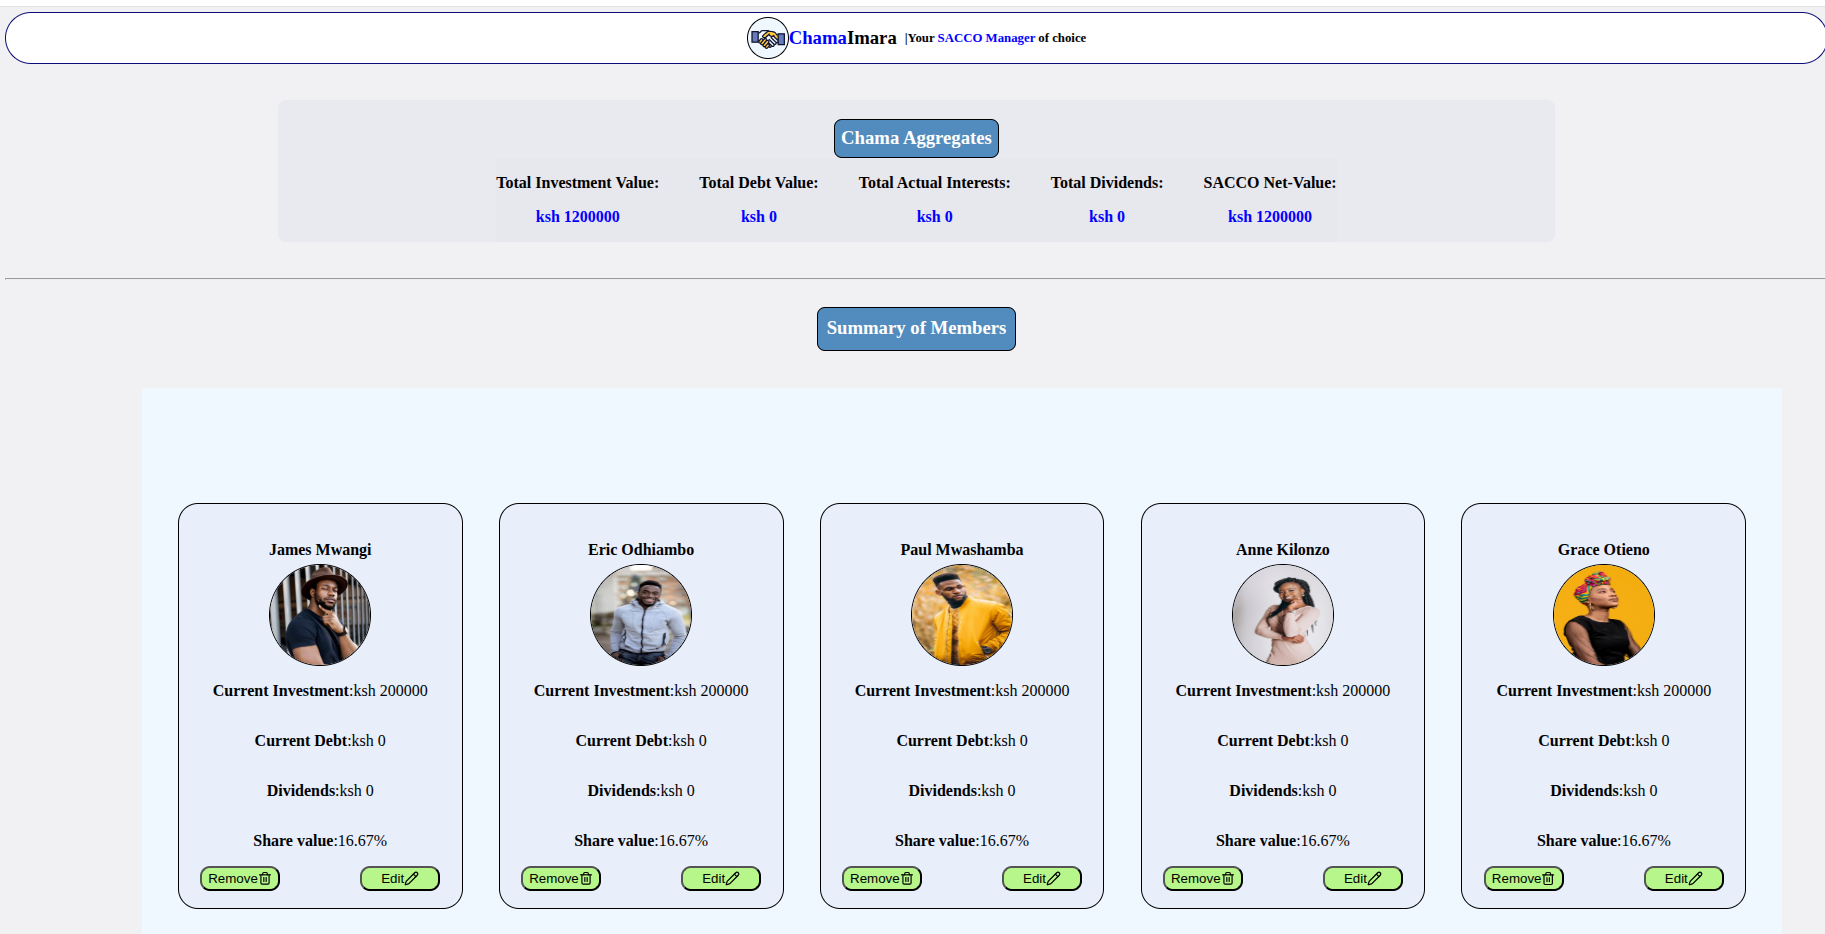 ChamaImara |Your SACCO Manager of choice
Chama Aggregates
Total Investment Value: Total Debt Value: Total Actual Interests: Total Dividends: SACCO Net-Value:
ksh 1200000 ksh 0 ksh 0 ksh 0 ksh 1200000
Summary of Members
James Mwangi
Current Investment:ksh 200000
Current Debt:ksh 0
Dividends:ksh 0
Share value:16.67%
Remove Edit
Eric Odhiambo
Current Investment:ksh 200000
Current Debt:ksh 0
Dividends:ksh 0
Share value:16.67%
Remove Edit
Paul Mwashamba
Current Investment:ksh 200000
Current Debt:ksh 0
Dividends:ksh 0
Share value:16.67%
Remove Edit
Anne Kilonzo
Current Investment:ksh 200000
Current Debt:ksh 0
Dividends:ksh 0
Share value:16.67%
Remove Edit
Grace Otieno
Current Investment:ksh 200000
Current Debt:ksh 0
Dividends:ksh 0
Share value:16.67%
Remove Edit